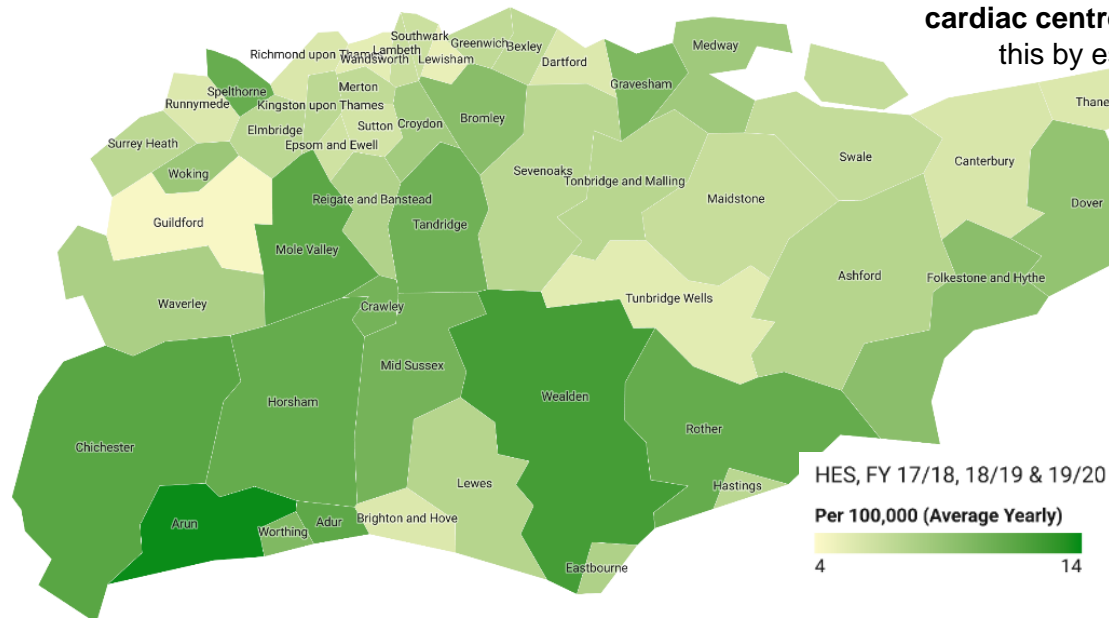 cardiac centre
this by ea
Southwark
Medway
Richmond upon Thames
Lambeth
Greenwich
Bexley
Wandsworth
Lewisham
Dartford
Gravesham
Spelthorne
Merton
Runnymede
Kingston upon Thames
Thane
Bromley
Elmbridge
Sutton
Croydon
Surrey Heath
Epsom and Ewell
Swale
Canterbury
Woking
Sevenoaks
Tonbridge and Malling
Reigate and Banstead
Maidstone
Dover
Guildford
Tandridge
Mole Valley
Ashford
Folkestone and Hythe
Waverley
Tunbridge Wells
Crawley
Mid Sussex
Wealden
Horsham
Rother
Chichester
HES, FY 17/18, 18/19 & 19/20
Lewes
Hastings
Per 100,000 (Average Yearly)
Arun
Adur
Brighton and Hove
Worthing
4
14
Eastbourne